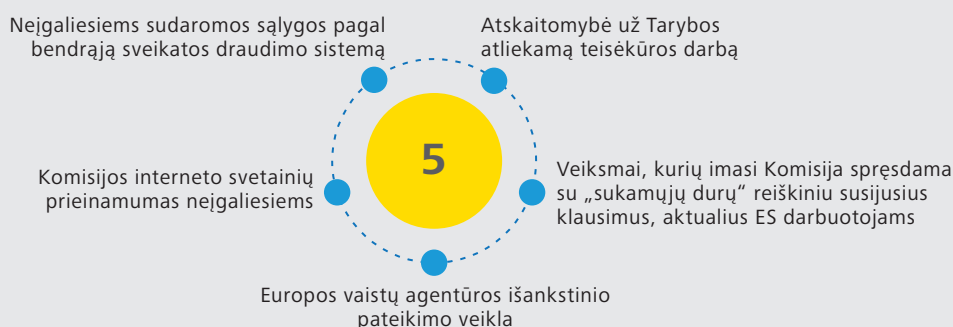 Neįgaliesiems sudaromos sąlygos pagal
bendrąją sveikatos draudimo sistemą
Atskaitomybė už Tarybos
atliekamą teisėkūros darbą
5
Komisijos interneto svetainių
prieinamumas neįgaliesiems
Veiksmai, kurių imasi Komisija spręsdama
su „sukamųjų durų“ reiškiniu susijusius
klausimus, aktualius ES darbuotojams
Europos vaistų agentūros išankstinio
pateikimo veikla